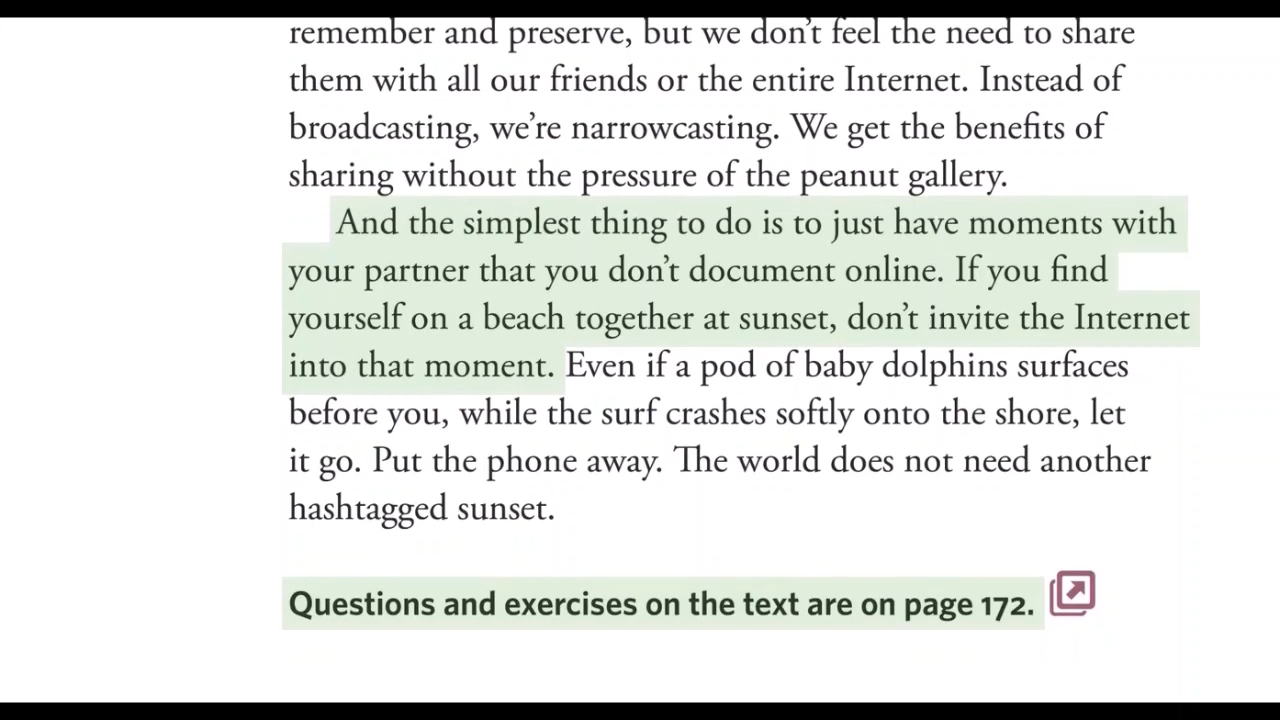 remember and preserve, but we don’t feel the need to share
them with all our friends or the entire Internet. Instead of
broadcasting, we’re narrowcasting. We get the benefits of
sharing without the pressure of the peanut gallery.
And the simplest thing to do is to just have moments with
your partner that you don’t document online. If you find
yourself on a beach together at sunset, don’t invite the Internet
into that moment. Even if a pod of baby dolphins surfaces
before you, while the surf crashes softly onto the shore, let
it go. Put the phone away. The world does not need another
hashtagged sunset.
Questions and exercises on the text are on page 172.